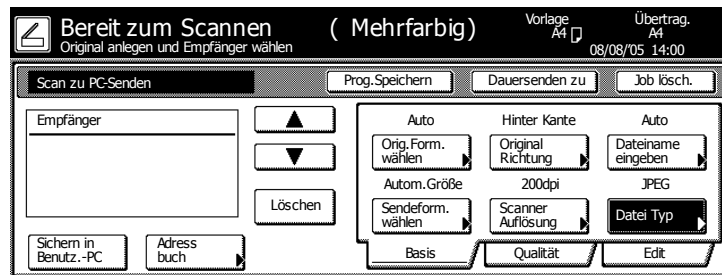 Bereit zum Scannen ( Mehrfarbig)
Original anlegen und Empfänger wählen
Vorlage
A4
Übertrag.
A4
08/08/'05 14:00
Scan zu PC-Senden
Prog.Speichern
Dauersenden zu
Job lösch.
Empfänger
Löschen
Sichern in
Benutz.-PC
Adress
buch
Auto
Hinter Kante
Auto
Orig.Form.
wählen
Original
Richtung
Dateiname
eingeben
Autom.Größe
200dpi
JPEG
Sendeform.
wählen
Scanner
Auflösung
Datei Typ
Basis
Qualität
Edit